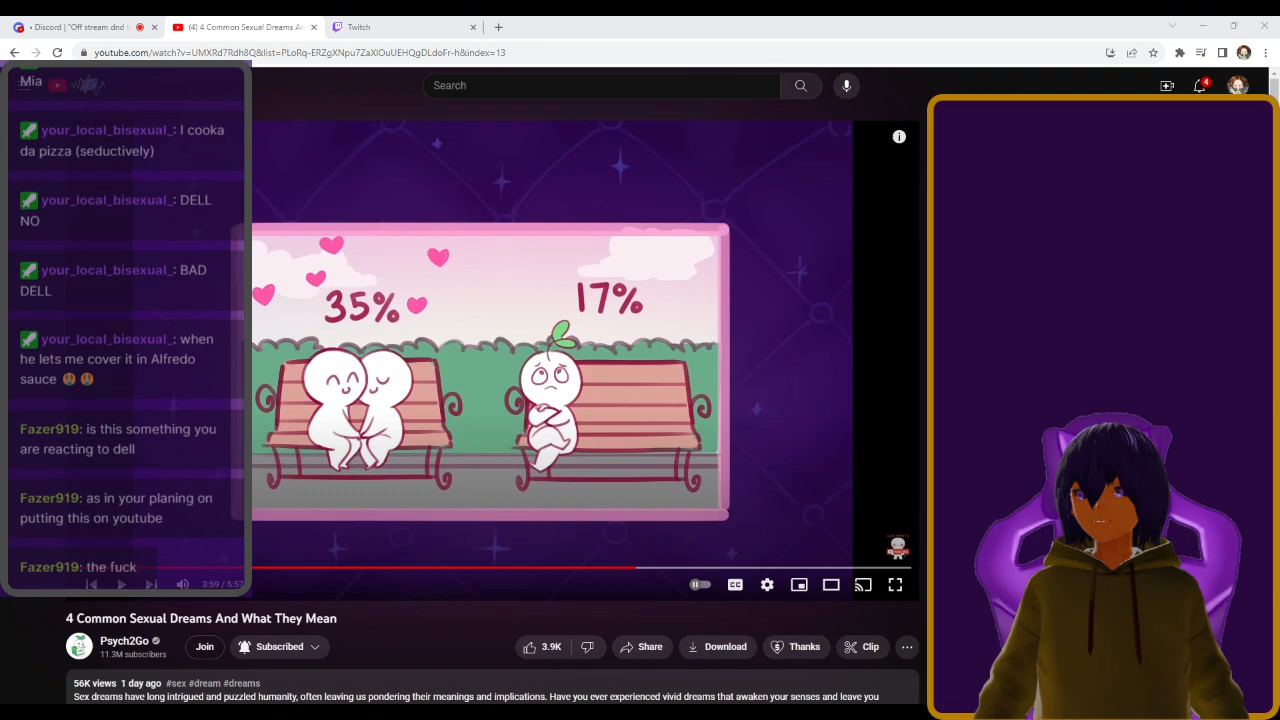 • Discord | "Off stream dnd
(4) 4 Common Sexual Dreams An
Twitch
youtube.com/watch?v=UMXRd7Rdh8Q&list=PLoRq-ERZgXNpu7ZaXlOuUEHQgDLdoFr-h&index=13
Mia
Search
4
your_local_bisexual_: I cooka
da pizza (seductively)
your_local_bisexual_: DELL
NO
your_local_bisexual_: BAD
DELL
your_local_bisexual_: when
he lets me cover it in Alfredo
sauce 😭 😭
Fazer919: is this something you
are reacting to dell
Fazer919: as in your planing on
putting this on youtube
Fazer919: the fuck
35%
17%
3:59 / 5:57
CC
4 Common Sexual Dreams And What They Mean
Psych2Go
11.3M subscribers
Join
Subscribed
3.9K
Share
Download
Thanks
Clip
56K views 1 day ago #sex #dream #dreams
Sex dreams have long intrigued and puzzled humanity, often leaving us pondering their meanings and implications. Have you ever experienced vivid dreams that awaken your senses and leave you